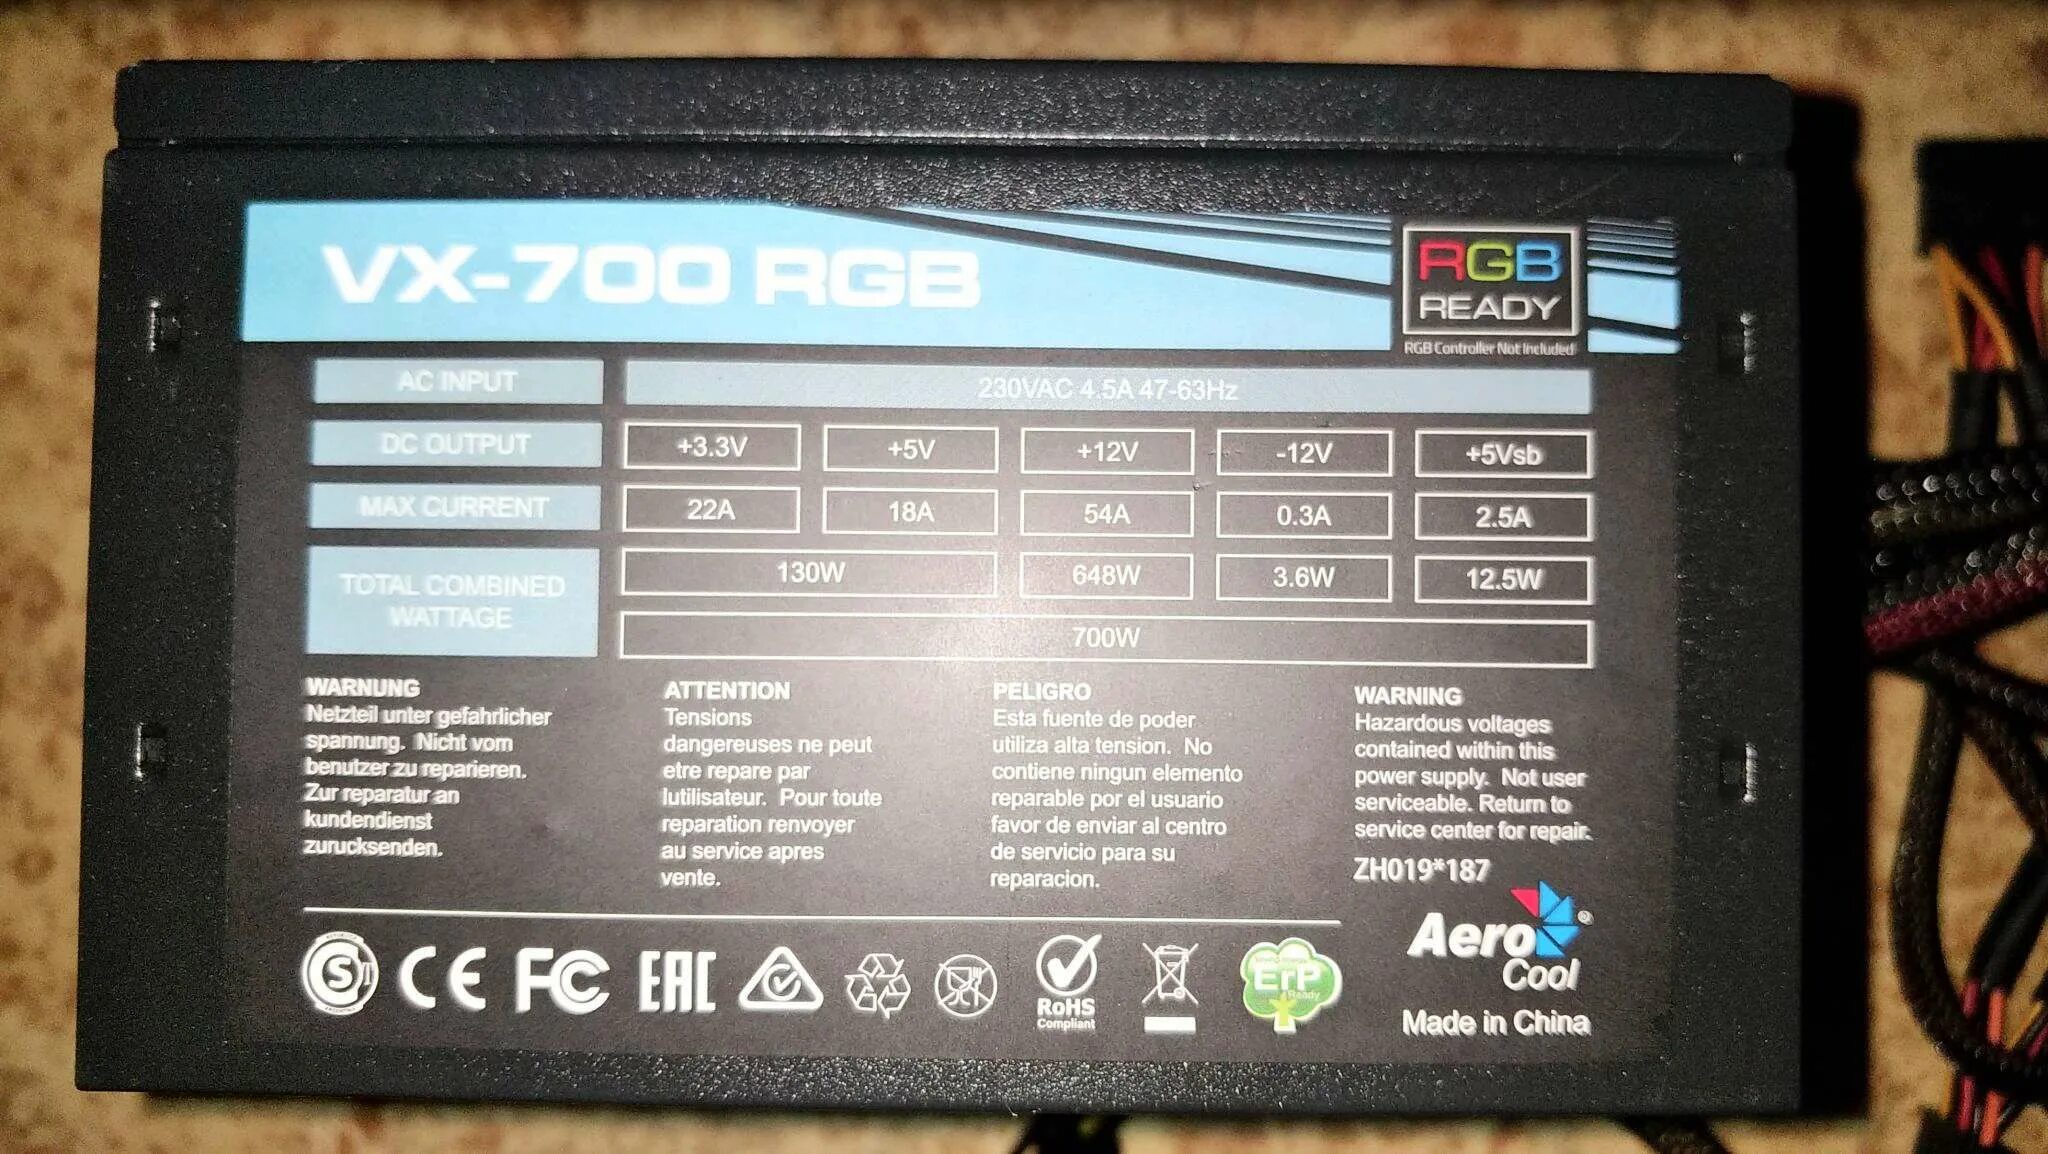 VX-700 RGB
RGB
READY
RGB Controller Not Included
AC INPUT 230VAC 4.5A 47-63Hz
DC OUTPUT +3.3V +5V +12V -12V +5Vsb
MAX CURRENT 22A 18A 54A 0.3A 2.5A
TOTAL COMBINED
WATTAGE
130W 648W 3.6W 12.5W
700W
WARNUNG
Netzteil unter gefahrlicher
spannung. Nicht vom
benutzer zu reparieren.
Zur reparatur an
kundendienst
zurucksenden.
ATTENTION
Tensions
dangereuses ne peut
etre repare par
lutilisateur. Pour toute
reparation renvoyer
au service apres
vente.
PELIGRO
Esta fuente de poder
utiliza alta tension. No
contiene ningun elemento
reparable por el usuario
favor de enviar al centro
de servicio para su
reparacion.
WARNING
Hazardous voltages
contained within this
power supply. Not user
serviceable. Return to
service center for repair.
ZH019*187
S
CE
FC
EAC
RoHS
Compliant
ErP
Ready
Aero
Cool
®
Made in China